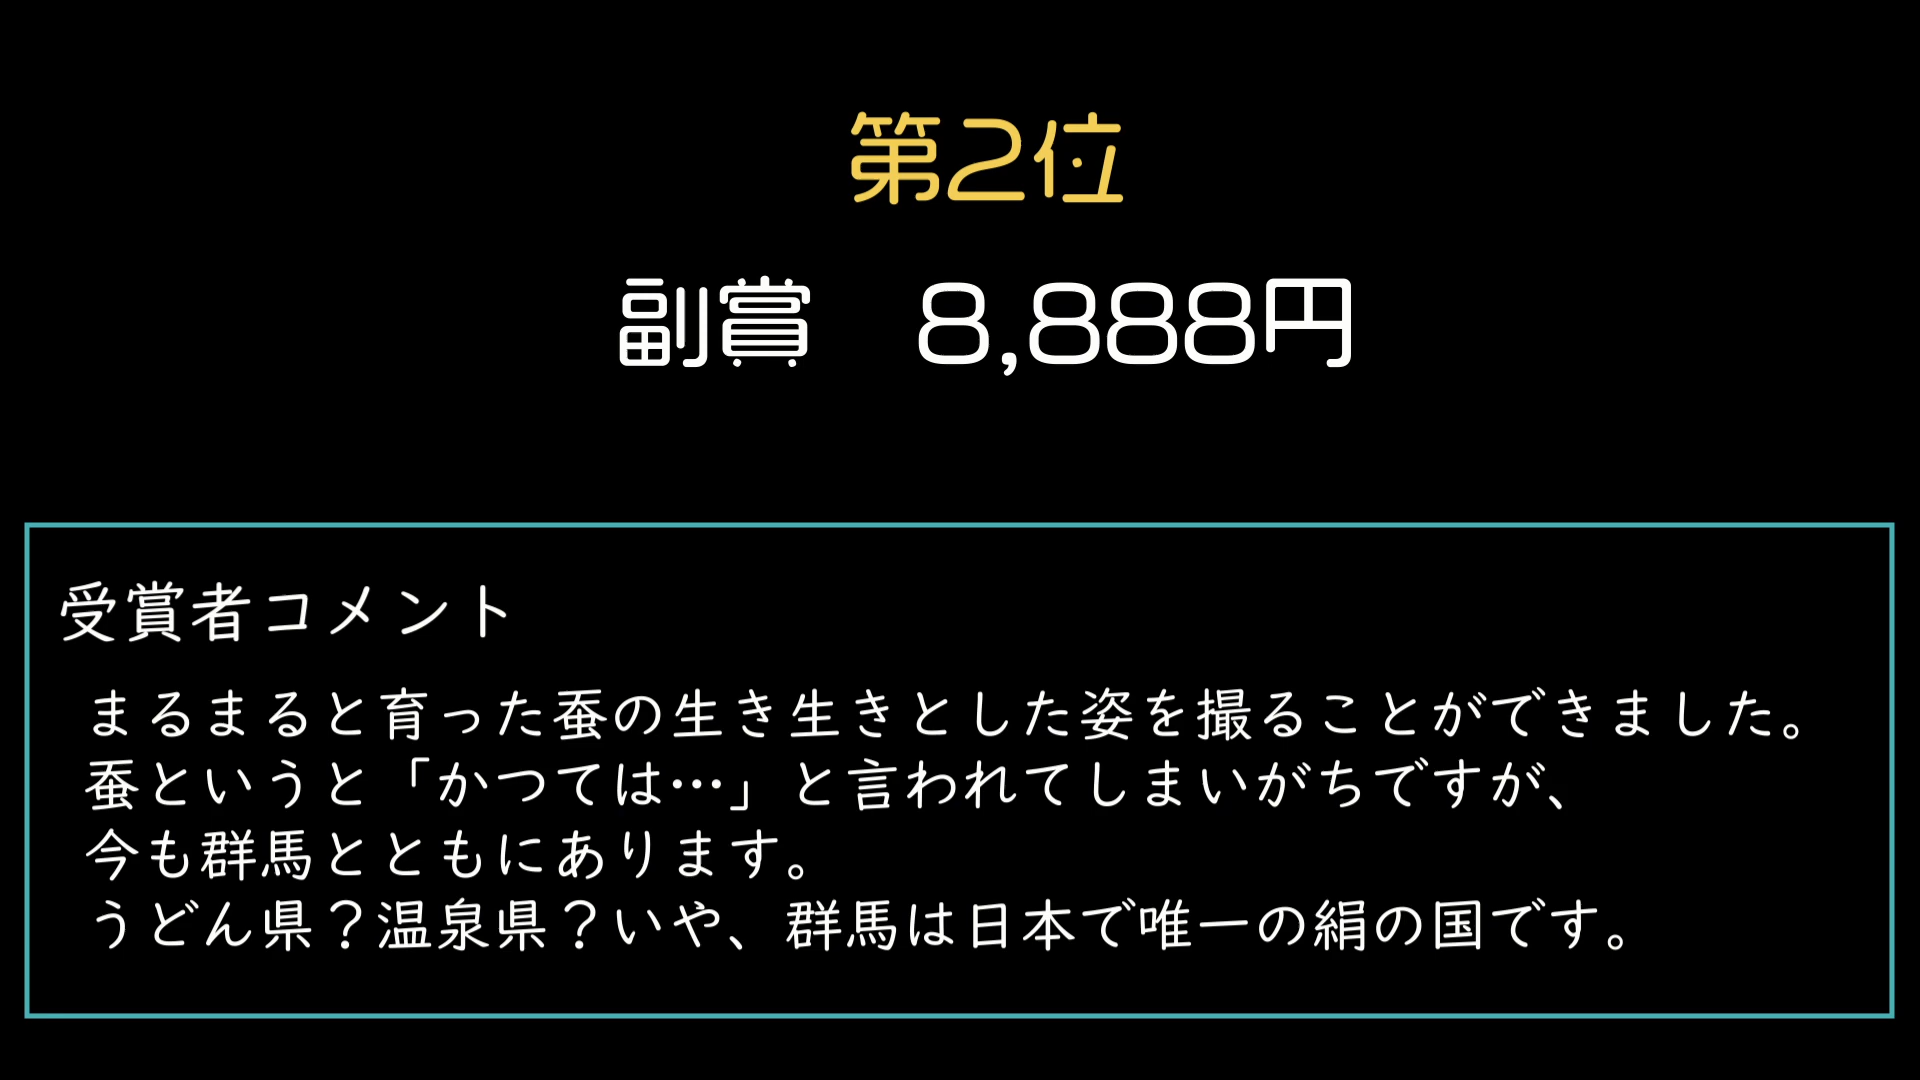 第2位
副賞　8,888円
受賞者コメント
まるまると育った蚕の生き生きとした姿を撮ることができました。
蚕というと「かつては…」と言われてしまいがちですが、
今も群馬とともにあります。
うどん県？温泉県？いや、群馬は日本で唯一の絹の国です。